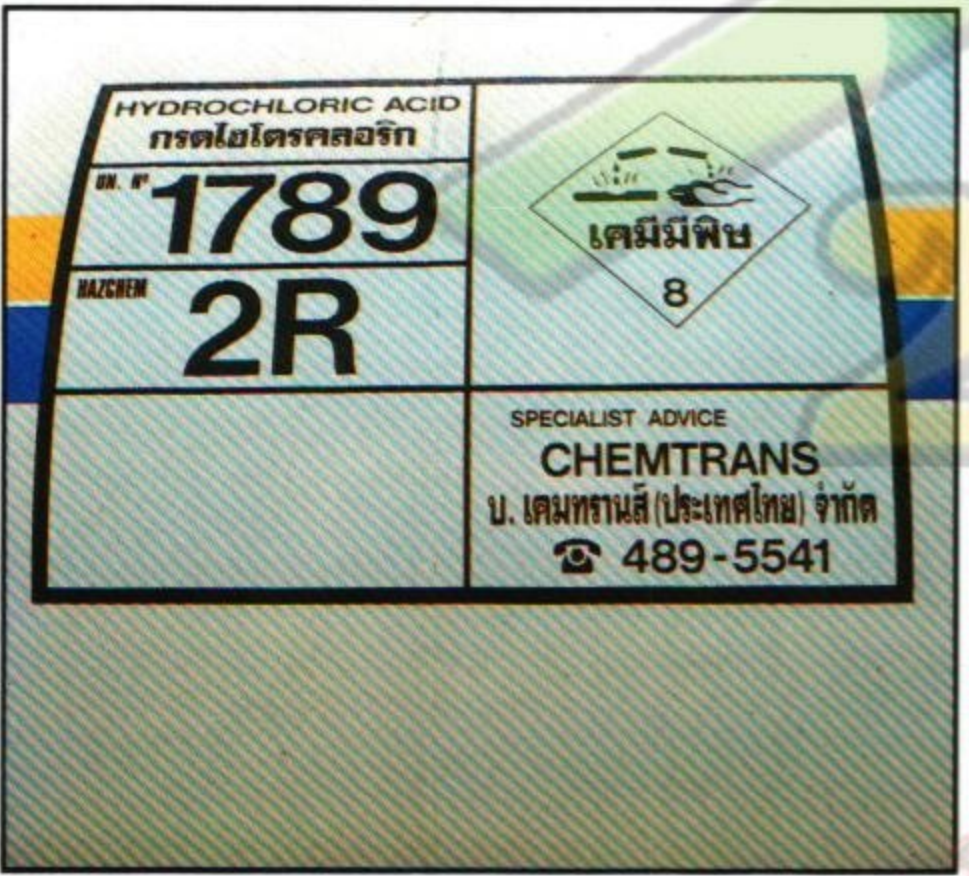 HYDROCHLORIC ACID
กรดไฮโดรคลอริก
UN. Nº 1789
HAZCHEM 2R
เคมีมีพิษ
8
SPECIALIST ADVICE
CHEMTRANS
บ. เคมทรานส์ (ประเทศไทย) จำกัด
☎ 489-5541